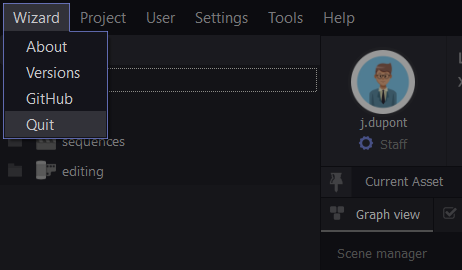 Wizard Project User Settings Tools Help
About
Versions
GitHub
Quit
sequences
editing
j.dupont
Staff
Current Asset
Graph view
Scene manager